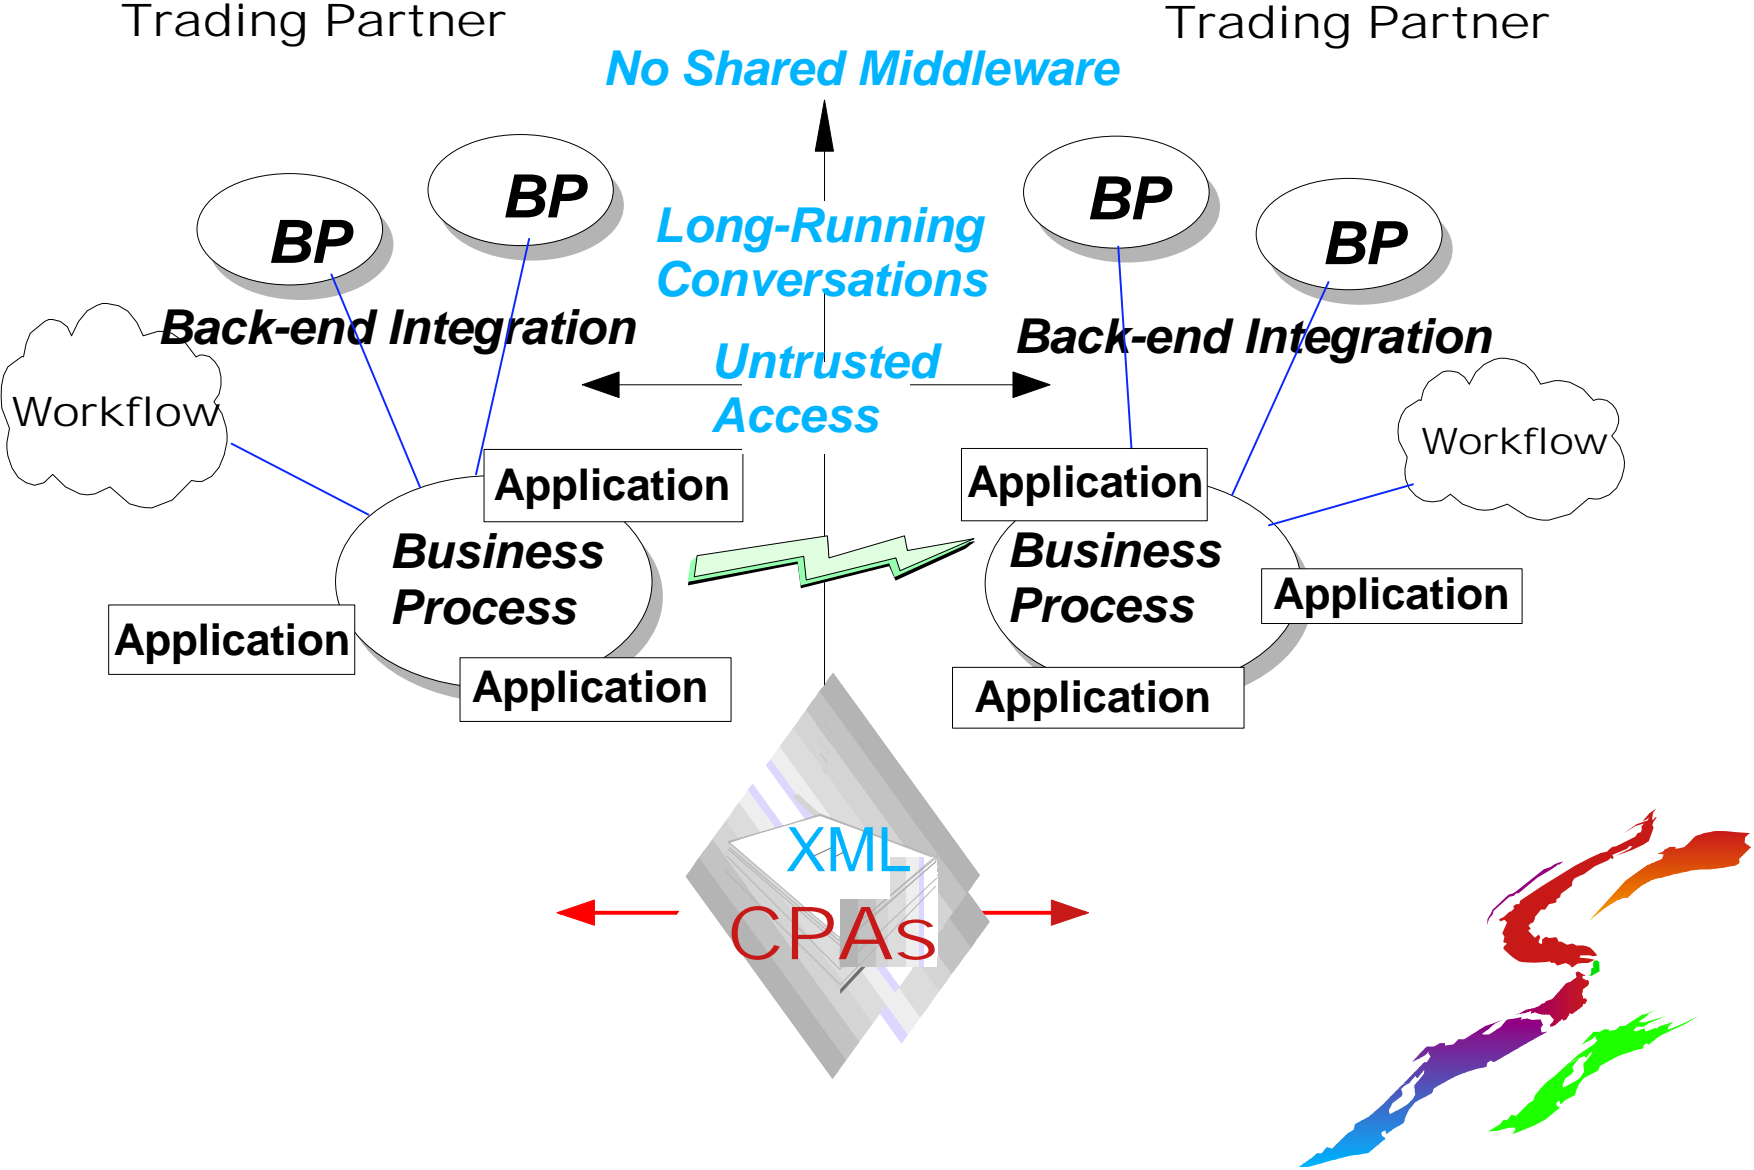 Trading Partner
Trading Partner
No Shared Middleware
BP
BP
Long-Running
Conversations
BP
BP
Back-end Integration
Untrusted
Access
Back-end Integration
Workflow
Workflow
Application
Business
Process
Application
Application
Application
Business
Process
Application
Application
XML
CPAs